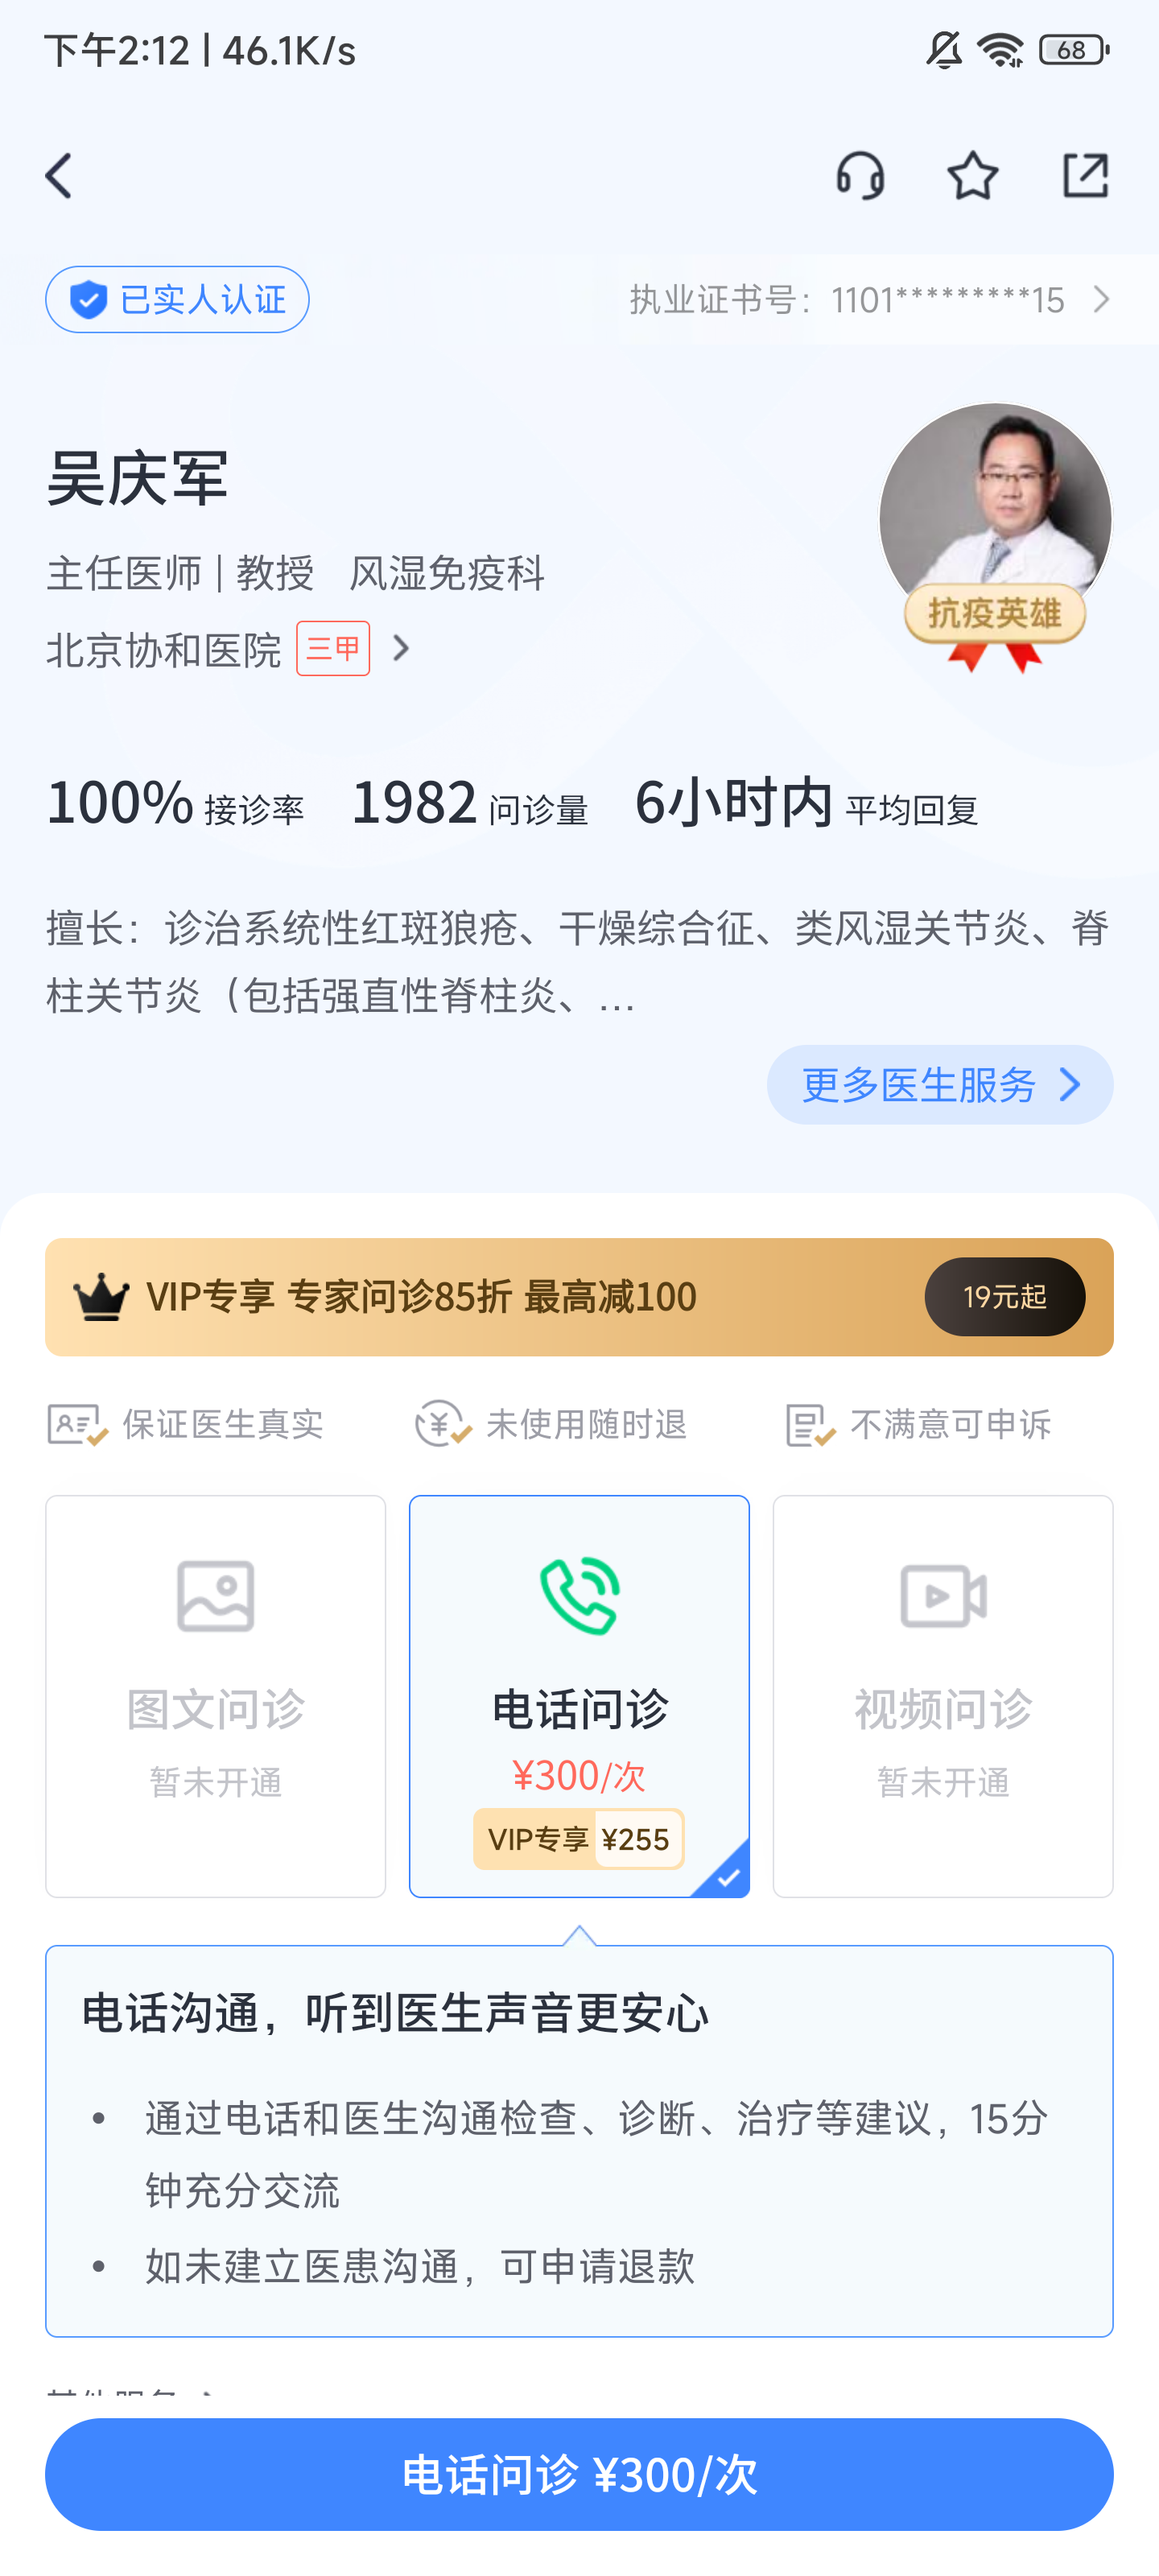 下午2:12 | 46.1K/s
68
已实人认证
执业证书号：1101*********15
吴庆军
主任医师 | 教授 风湿免疫科
北京协和医院 三甲
抗疫英雄
100% 接诊率 1982 问诊量 6小时内 平均回复
擅长：诊治系统性红斑狼疮、干燥综合征、类风湿关节炎、脊
柱关节炎（包括强直性脊柱炎、...
更多医生服务
VIP专享 专家问诊85折 最高减100
19元起
保证医生真实
未使用随时退
不满意可申诉
图文问诊
暂未开通
电话问诊
¥300/次
VIP专享 ¥255
视频问诊
暂未开通
电话沟通，听到医生声音更安心
• 通过电话和医生沟通检查、诊断、治疗等建议，15分
钟充分交流
• 如未建立医患沟通，可申请退款
电话问诊 ¥300/次